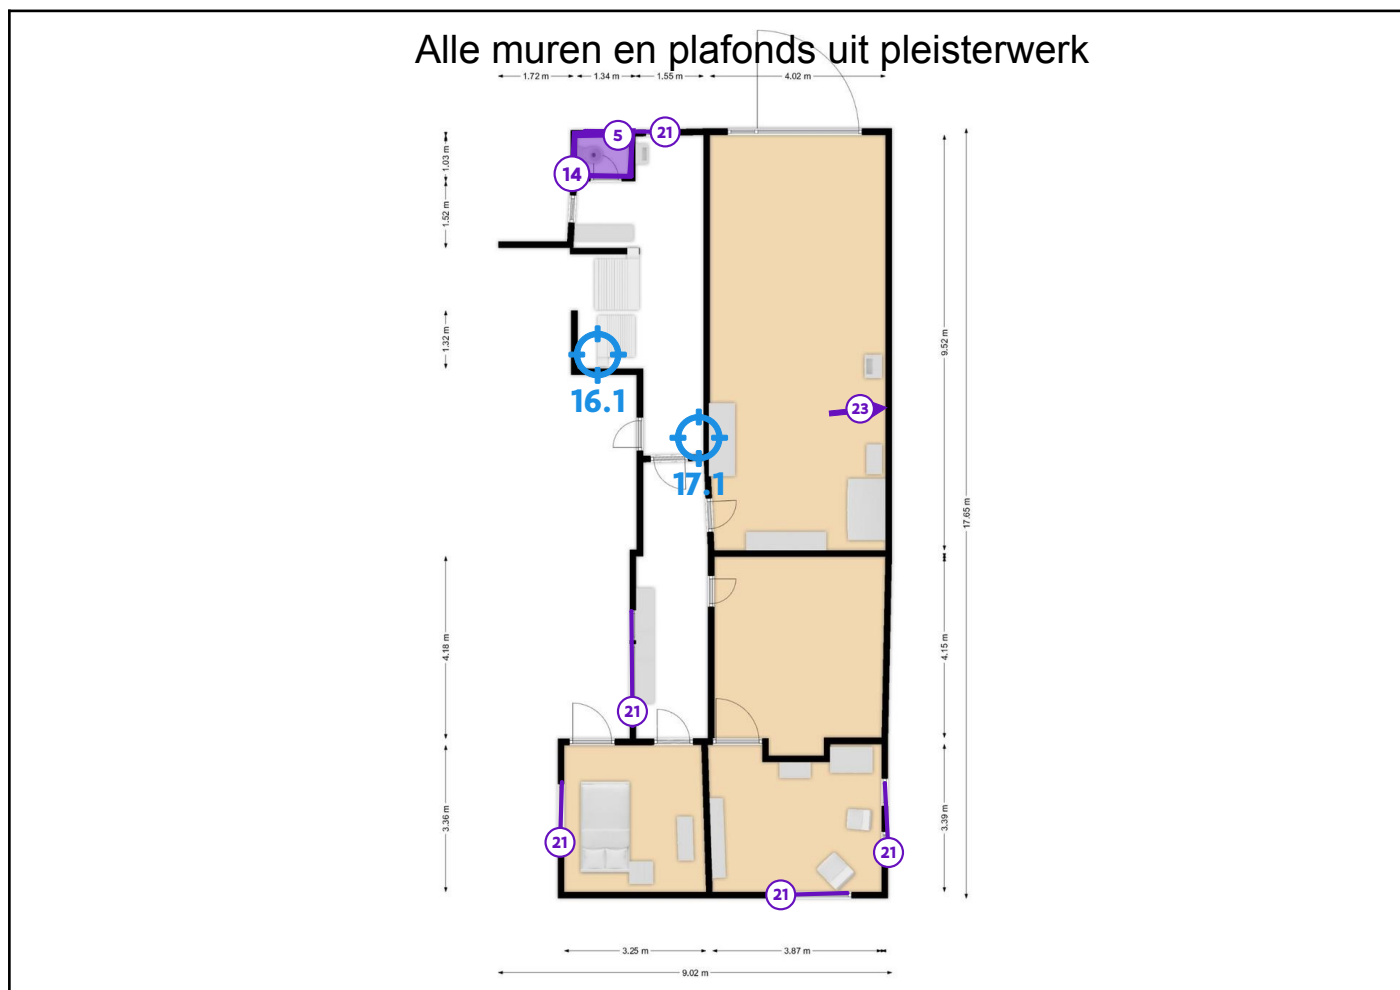 Alle muren en plafonds uit pleisterwerk
1.72 m
1.34 m
1.55 m
4.02 m
5
21
1.03 m
14
1.52 m
1.32 m
9.52 m
16.1
23
17.1
17.65 m
4.18 m
4.15 m
21
3.36 m
3.39 m
21
21
21
3.25 m
3.87 m
9.02 m